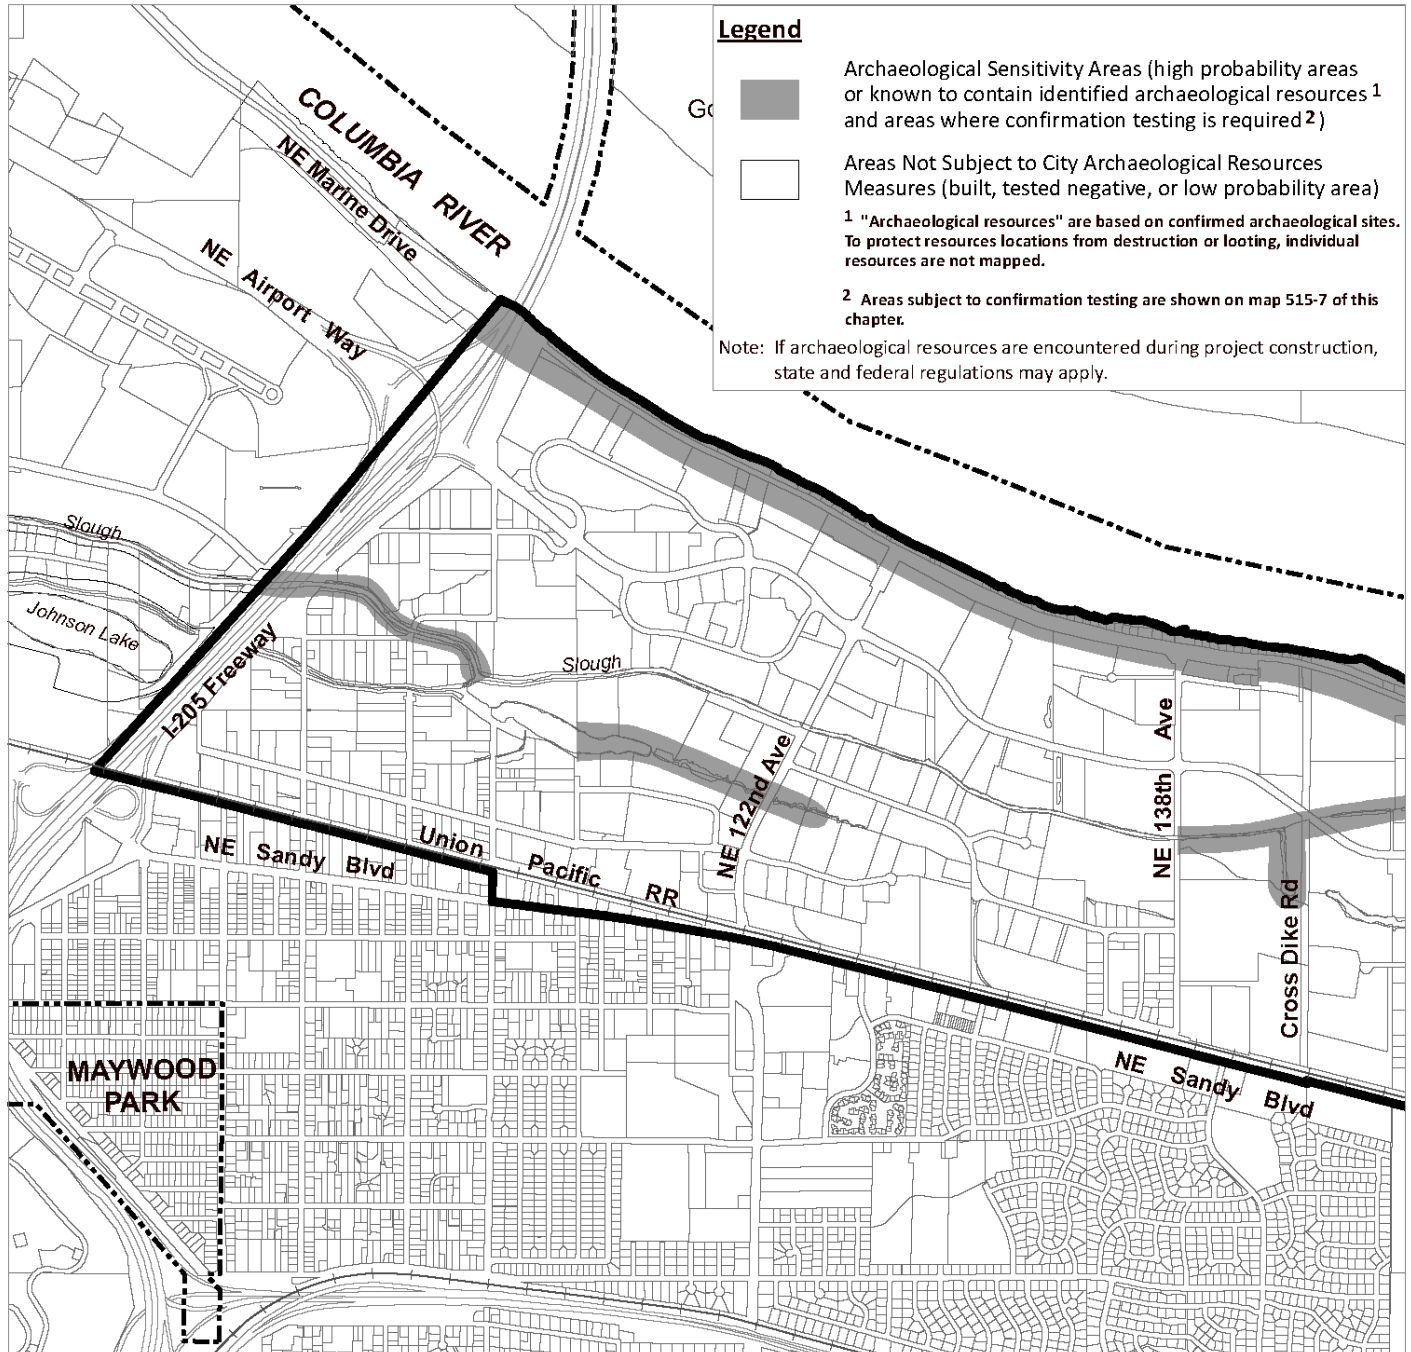 Legend
Archaeological Sensitivity Areas (high probability areas
or known to contain identified archaeological resources 1
and areas where confirmation testing is required 2 )
Areas Not Subject to City Archaeological Resources
Measures (built, tested negative, or low probability area)
1 "Archaeological resources" are based on confirmed archaeological sites.
To protect resources locations from destruction or looting, individual
resources are not mapped.
2 Areas subject to confirmation testing are shown on map 515-7 of this
chapter.
Note: If archaeological resources are encountered during project construction,
state and federal regulations may apply.
COLUMBIA RIVER
NE Marine Drive
NE Airport Way
Slough
Johnson Lake
I-205 Freeway
Slough
NE 122nd Ave
NE 138th Ave
Cross Dike Rd
NE Sandy Blvd
Union Pacific RR
NE Sandy Blvd
MAYWOOD
PARK